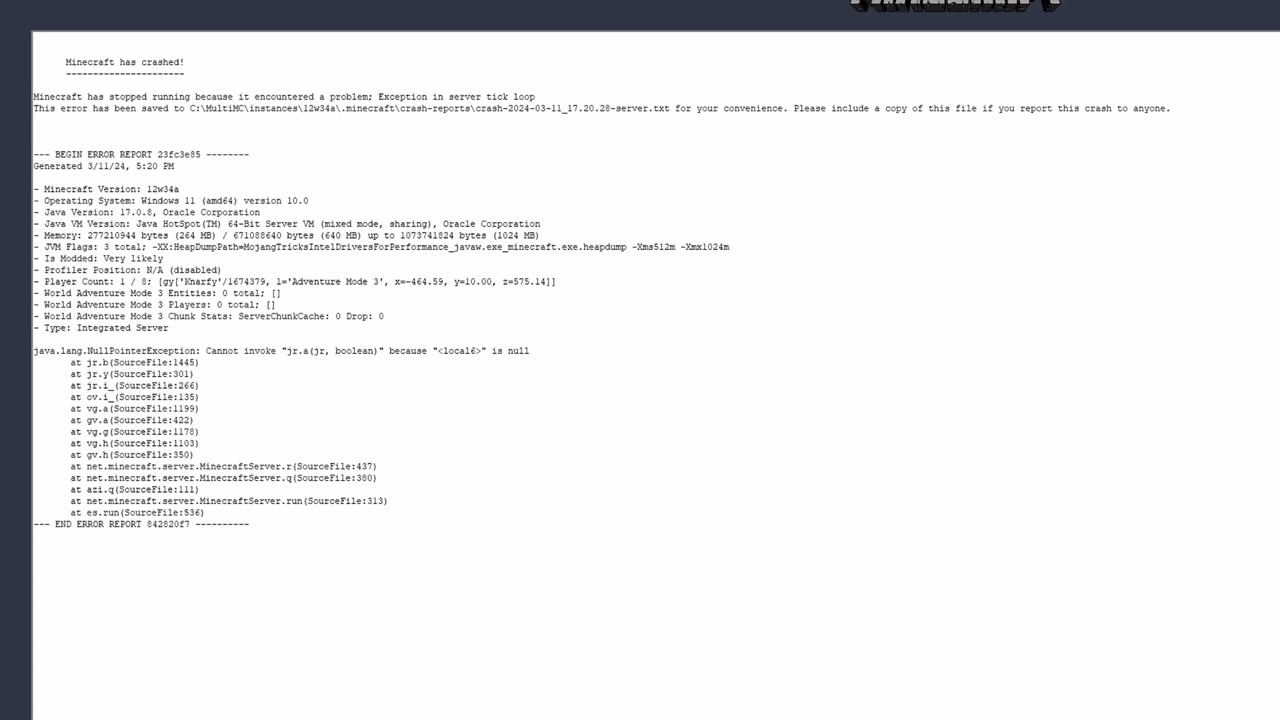 Minecraft has crashed!
----------------------
Minecraft has stopped running because it encountered a problem; Exception in server tick loop
This error has been saved to C:\MultiMC\instances\12w34a\.minecraft\crash-reports\crash-2024-03-11_17.20.28-server.txt for your convenience. Please include a copy of this file if you report this crash to anyone.
--- BEGIN ERROR REPORT 23fc3e85 --------
Generated 3/11/24, 5:20 PM
- Minecraft Version: 12w34a
- Operating System: Windows 11 (amd64) version 10.0
- Java Version: 17.0.8, Oracle Corporation
- Java VM Version: Java HotSpot(TM) 64-Bit Server VM (mixed mode, sharing), Oracle Corporation
- Memory: 277210944 bytes (264 MB) / 671088640 bytes (640 MB) up to 1073741824 bytes (1024 MB)
- JVM Flags: 3 total; -XX:HeapDumpPath=MojangTricksIntelDriversForPerformance_javaw.exe_minecraft.exe.heapdump -Xms512m -Xmx1024m
- Is Modded: Very likely
- Profiler Position: N/A (disabled)
- Player Count: 1 / 8; [gy['Knarfy'/1674379, l='Adventure Mode 3', x=-464.59, y=10.00, z=575.14]]
- World Adventure Mode 3 Entities: 0 total; []
- World Adventure Mode 3 Players: 0 total; []
- World Adventure Mode 3 Chunk Stats: ServerChunkCache: 0 Drop: 0
- Type: Integrated Server
java.lang.NullPointerException: Cannot invoke "jr.a(jr, boolean)" because "<local6>" is null
at jr.b(SourceFile:1445)
at jr.y(SourceFile:301)
at jr.i_(SourceFile:266)
at ov.i_(SourceFile:135)
at vg.a(SourceFile:1199)
at gv.a(SourceFile:422)
at vg.g(SourceFile:1178)
at vg.h(SourceFile:1103)
at gv.h(SourceFile:350)
at net.minecraft.server.MinecraftServer.r(SourceFile:437)
at net.minecraft.server.MinecraftServer.q(SourceFile:380)
at azi.q(SourceFile:111)
at net.minecraft.server.MinecraftServer.run(SourceFile:313)
at es.run(SourceFile:536)
--- END ERROR REPORT 842820f7 ----------